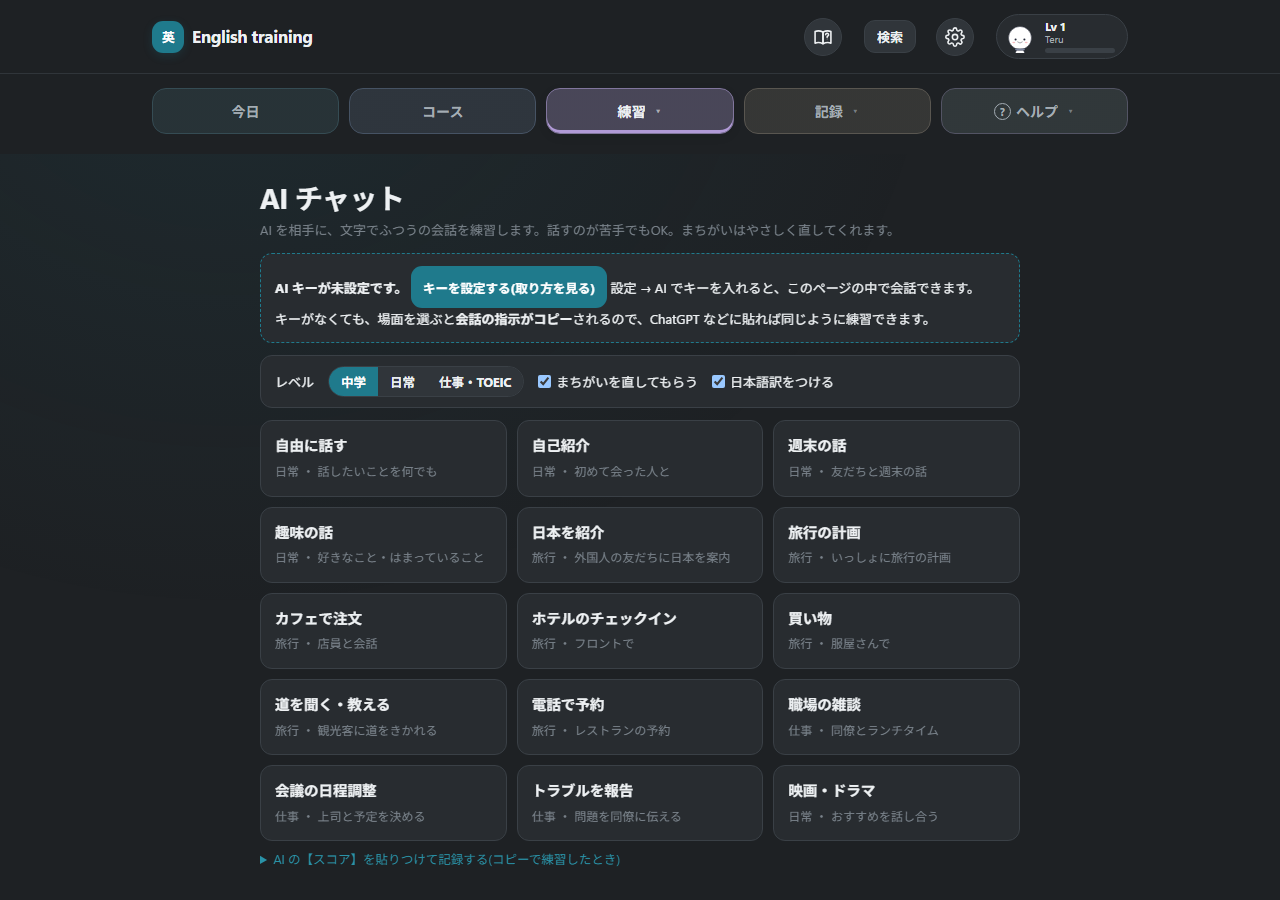 英 English training
検索
Lv 1
Teru
今日
コース
練習
記録
? ヘルプ
AI チャット
AI を相手に、文字でふつうの会話を練習します。話すのが苦手でもOK。まちがいはやさしく直してくれます。
AI キーが未設定です。 キーを設定する(取り方を見る) 設定 → AI でキーを入れると、このページの中で会話できます。
キーがなくても、場面を選ぶと会話の指示がコピーされるので、ChatGPT などに貼れば同じように練習できます。
レベル 中学 日常 仕事・TOEIC まちがいを直してもらう 日本語訳をつける
自由に話す
日常 ・ 話したいことを何でも
自己紹介
日常 ・ 初めて会った人と
週末の話
日常 ・ 友だちと週末の話
趣味の話
日常 ・ 好きなこと・はまっていること
日本を紹介
旅行 ・ 外国人の友だちに日本を案内
旅行の計画
旅行 ・ いっしょに旅行の計画
カフェで注文
旅行 ・ 店員と会話
ホテルのチェックイン
旅行 ・ フロントで
買い物
旅行 ・ 服屋さんで
道を聞く・教える
旅行 ・ 観光客に道をきかれる
電話で予約
旅行 ・ レストランの予約
職場の雑談
仕事 ・ 同僚とランチタイム
会議の日程調整
仕事 ・ 上司と予定を決める
トラブルを報告
仕事 ・ 問題を同僚に伝える
映画・ドラマ
日常 ・ おすすめを話し合う
AI の【スコア】を貼りつけて記録する(コピーで練習したとき)